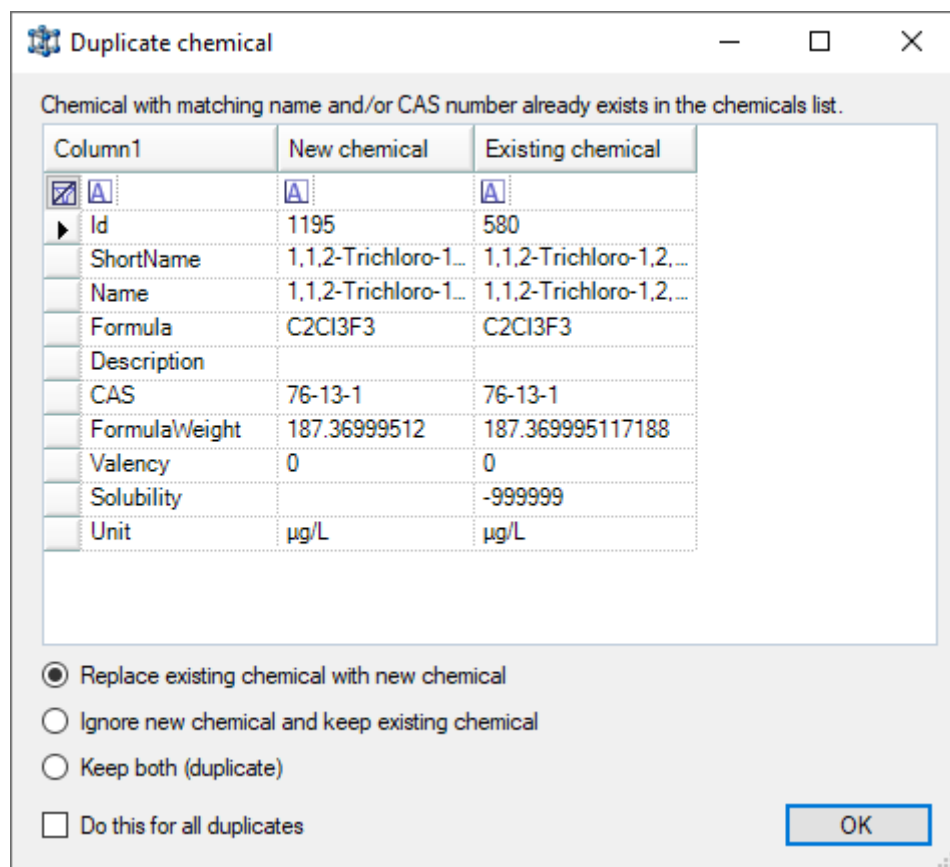 Duplicate chemical
Chemical with matching name and/or CAS number already exists in the chemicals list.
Column1 New chemical Existing chemical
A A A
Id 1195 580
ShortName 1,1,2-Trichloro-1... 1,1,2-Trichloro-1,2,...
Name 1,1,2-Trichloro-1... 1,1,2-Trichloro-1,2,...
Formula C2Cl3F3 C2Cl3F3
Description
CAS 76-13-1 76-13-1
FormulaWeight 187.36999512 187.369995117188
Valency 0 0
Solubility -999999
Unit µg/L µg/L
Replace existing chemical with new chemical
Ignore new chemical and keep existing chemical
Keep both (duplicate)
Do this for all duplicates
OK